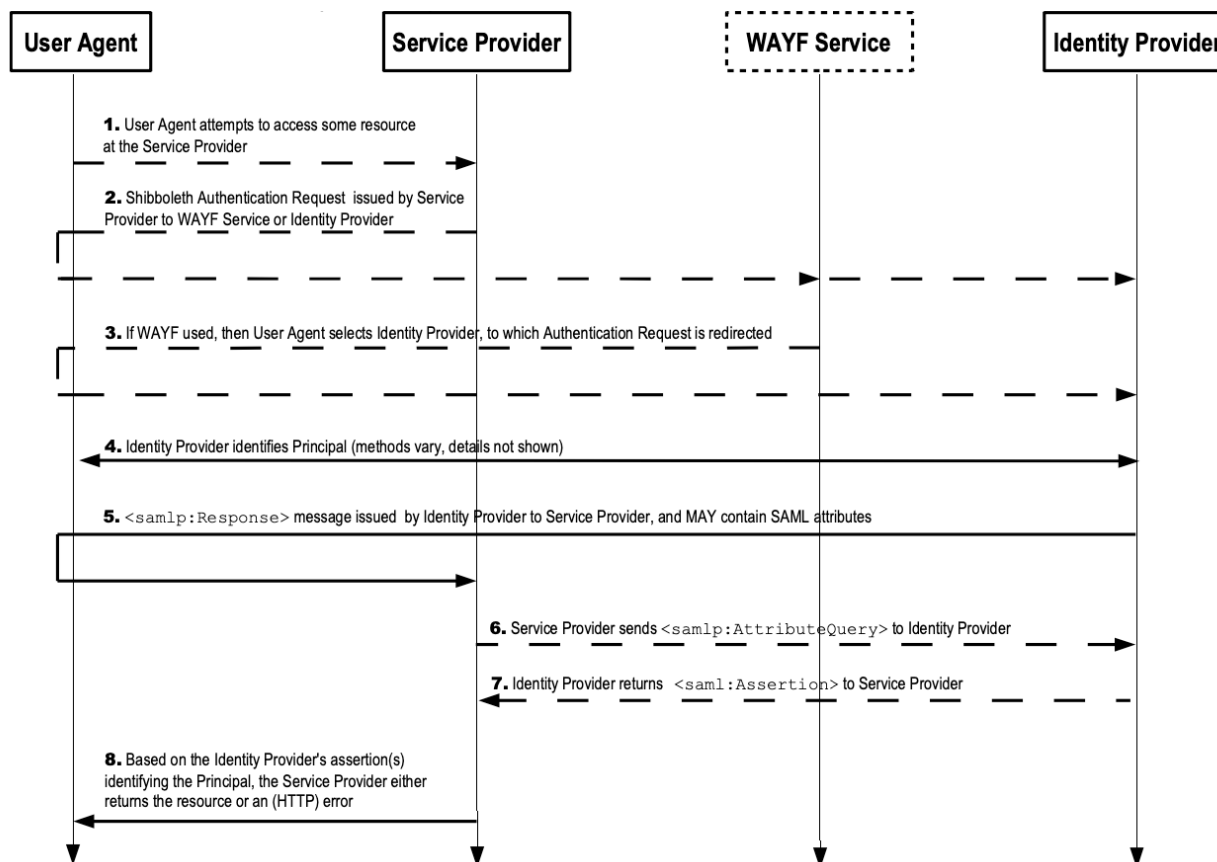 User Agent
Service Provider
WAYF Service
Identity Provider
1. User Agent attempts to access some resource
at the Service Provider
2. Shibboleth Authentication Request issued by Service
Provider to WAYF Service or Identity Provider
3. If WAYF used, then User Agent selects Identity Provider, to which Authentication Request is redirected
4. Identity Provider identifies Principal (methods vary, details not shown)
5. <samlp:Response> message issued by Identity Provider to Service Provider, and MAY contain SAML attributes
6. Service Provider sends <samlp:AttributeQuery> to Identity Provider
7. Identity Provider returns <saml:Assertion> to Service Provider
8. Based on the Identity Provider's assertion(s)
identifying the Principal, the Service Provider either
returns the resource or an (HTTP) error